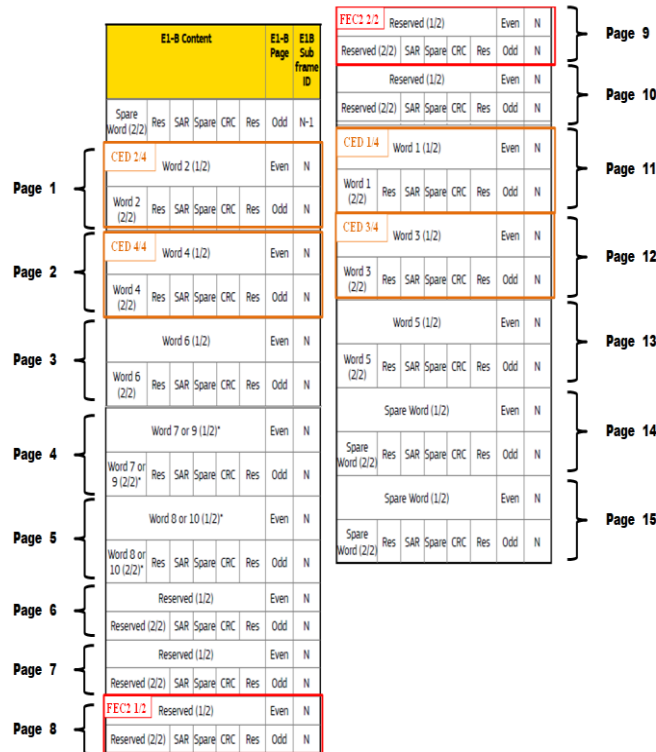 E1-B Content E1-B Page E1B Sub frame ID
Spare Word (2/2) Res SAR Spare CRC Res Odd N-1
Page 1
CED 2/4 Word 2 (1/2) Even N
Word 2 (2/2) Res SAR Spare CRC Res Odd N
Page 2
CED 4/4 Word 4 (1/2) Even N
Word 4 (2/2) Res SAR Spare CRC Res Odd N
Page 3
Word 6 (1/2) Even N
Word 6 (2/2) Res SAR Spare CRC Res Odd N
Page 4
Word 7 or 9 (1/2)* Even N
Word 7 or 9 (2/2)* Res SAR Spare CRC Res Odd N
Page 5
Word 8 or 10 (1/2)* Even N
Word 8 or 10 (2/2)* Res SAR Spare CRC Res Odd N
Page 6
Reserved (1/2) Even N
Reserved (2/2) SAR Spare CRC Res Odd N
Page 7
Reserved (1/2) Even N
Reserved (2/2) SAR Spare CRC Res Odd N
Page 8
FEC2 1/2 Reserved (1/2) Even N
Reserved (2/2) SAR Spare CRC Res Odd N
FEC2 2/2 Reserved (1/2) Even N
Reserved (2/2) SAR Spare CRC Res Odd N
Page 9
Reserved (1/2) Even N
Reserved (2/2) SAR Spare CRC Res Odd N
Page 10
CED 1/4 Word 1 (1/2) Even N
Word 1 (2/2) Res SAR Spare CRC Res Odd N
Page 11
CED 3/4 Word 3 (1/2) Even N
Word 3 (2/2) Res SAR Spare CRC Res Odd N
Page 12
Word 5 (1/2) Even N
Word 5 (2/2) Res SAR Spare CRC Res Odd N
Page 13
Spare Word (1/2) Even N
Spare Word (2/2) Res SAR Spare CRC Res Odd N
Page 14
Spare Word (1/2) Even N
Spare Word (2/2) Res SAR Spare CRC Res Odd N
Page 15